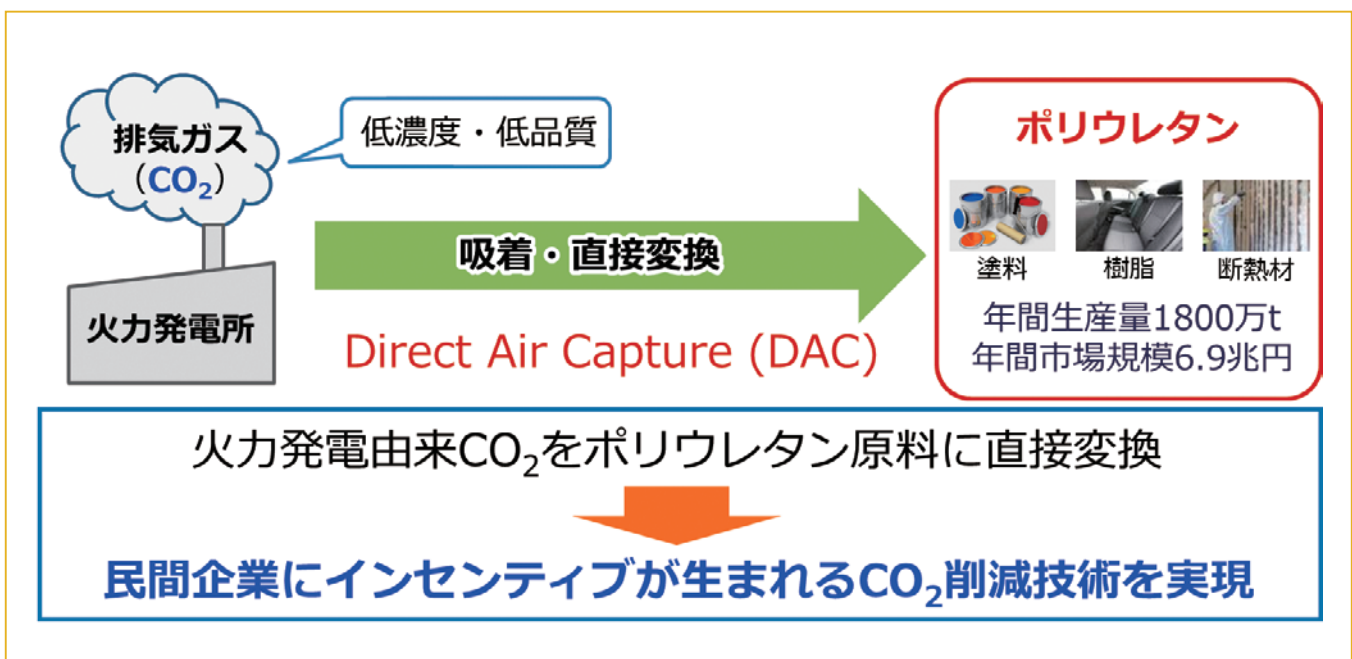 排気ガス
（CO₂）
低濃度・低品質
火力発電所
吸着・直接変換
Direct Air Capture (DAC)
ポリウレタン
塗料
樹脂
断熱材
年間生産量1800万t
年間市場規模6.9兆円
火力発電由来CO₂をポリウレタン原料に直接変換
民間企業にインセンティブが生まれるCO₂削減技術を実現